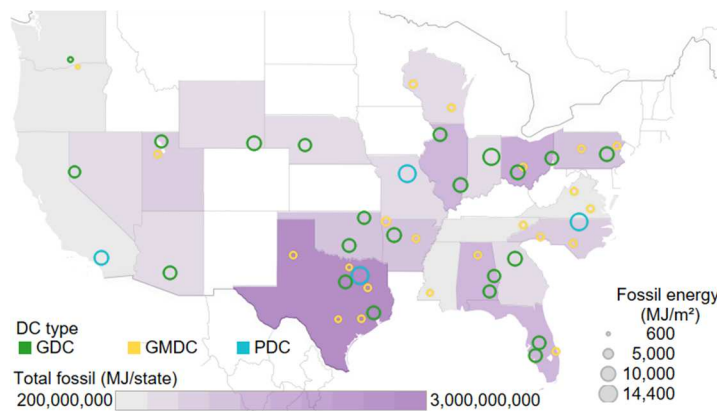 DC type
GDC GMDC PDC
Total fossil (MJ/state)
200,000,000 3,000,000,000
Fossil energy
(MJ/m²)
600
5,000
10,000
14,400